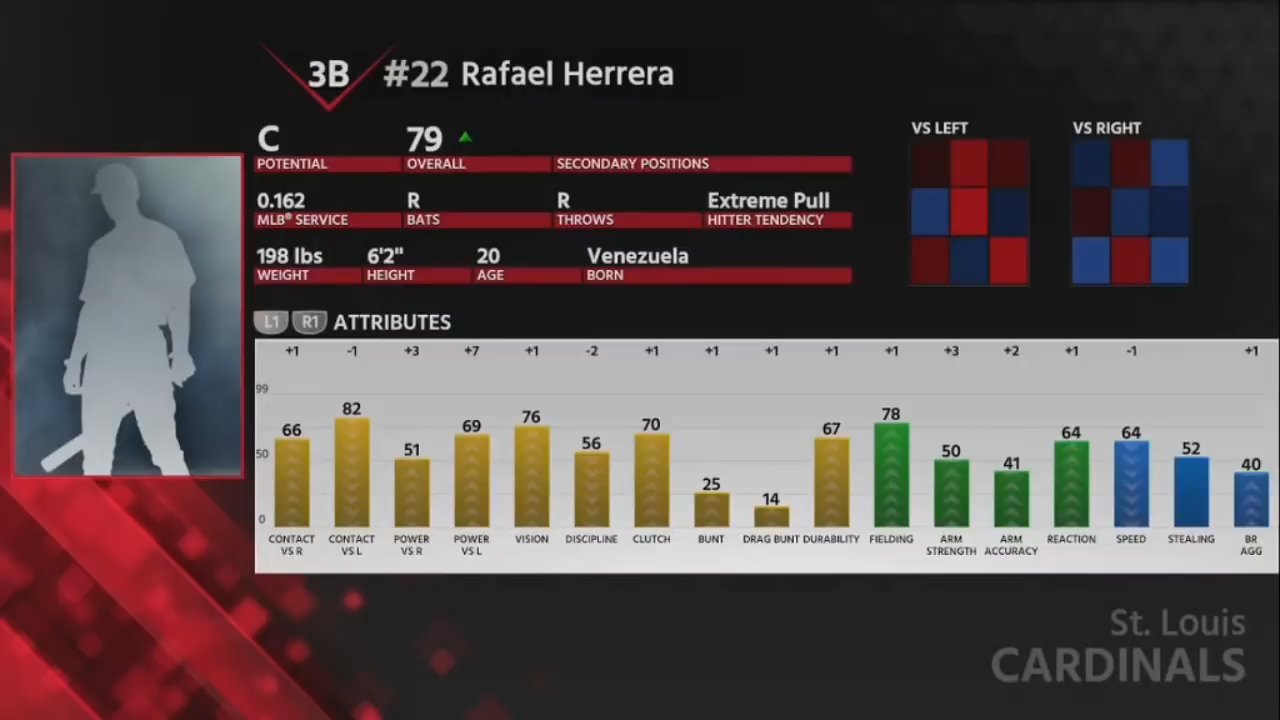 3B #22 Rafael Herrera
C 79
POTENTIAL OVERALL SECONDARY POSITIONS
0.162 R R Extreme Pull
MLB® SERVICE BATS THROWS HITTER TENDENCY
198 lbs 6'2" 20 Venezuela
WEIGHT HEIGHT AGE BORN
VS LEFT VS RIGHT
L1 R1 ATTRIBUTES
+1 -1 +3 +7 +1 -2 +1 +1 +1 +1 +1 +3 +2 +1 -1 +1
99
50
0
66 82 51 69 76 56 70 25 14 67 78 50 41 64 64 52 40
CONTACT VS R
CONTACT VS L
POWER VS R
POWER VS L
VISION
DISCIPLINE
CLUTCH
BUNT
DRAG BUNT
DURABILITY
FIELDING
ARM STRENGTH
ARM ACCURACY
REACTION
SPEED
STEALING
BR AGG
St. Louis
CARDINALS